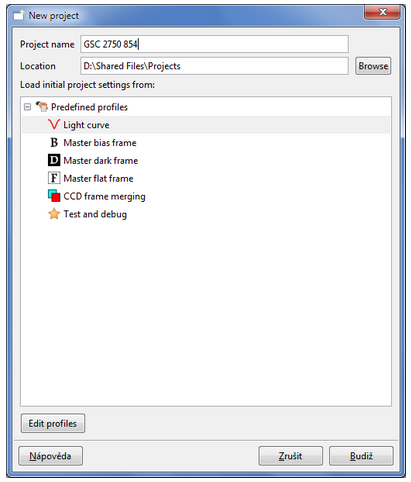 New project
Project name GSC 2750 854
Location D:\Shared Files\Projects Browse
Load initial project settings from:
Predefined profiles
Light curve
B Master bias frame
D Master dark frame
F Master flat frame
CCD frame merging
Test and debug
Edit profiles
Nápověda Zrušit Budiž